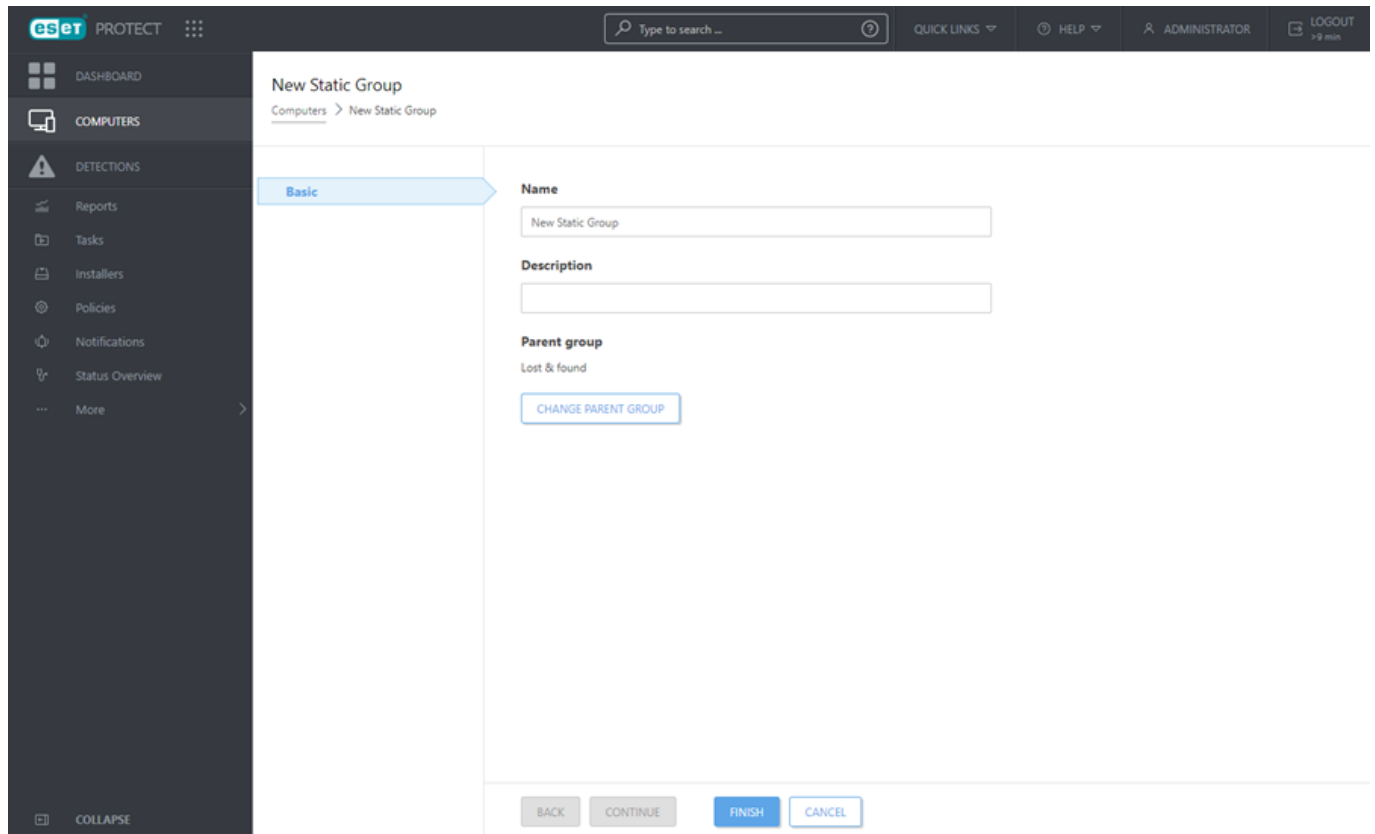 eset PROTECT
Type to search ...
QUICK LINKS
HELP
ADMINISTRATOR
LOGOUT
>9 min
DASHBOARD
COMPUTERS
DETECTIONS
Reports
Tasks
Installers
Policies
Notifications
Status Overview
More
COLLAPSE
New Static Group
Computers > New Static Group
Basic
Name
New Static Group
Description
Parent group
Lost & found
CHANGE PARENT GROUP
BACK
CONTINUE
FINISH
CANCEL